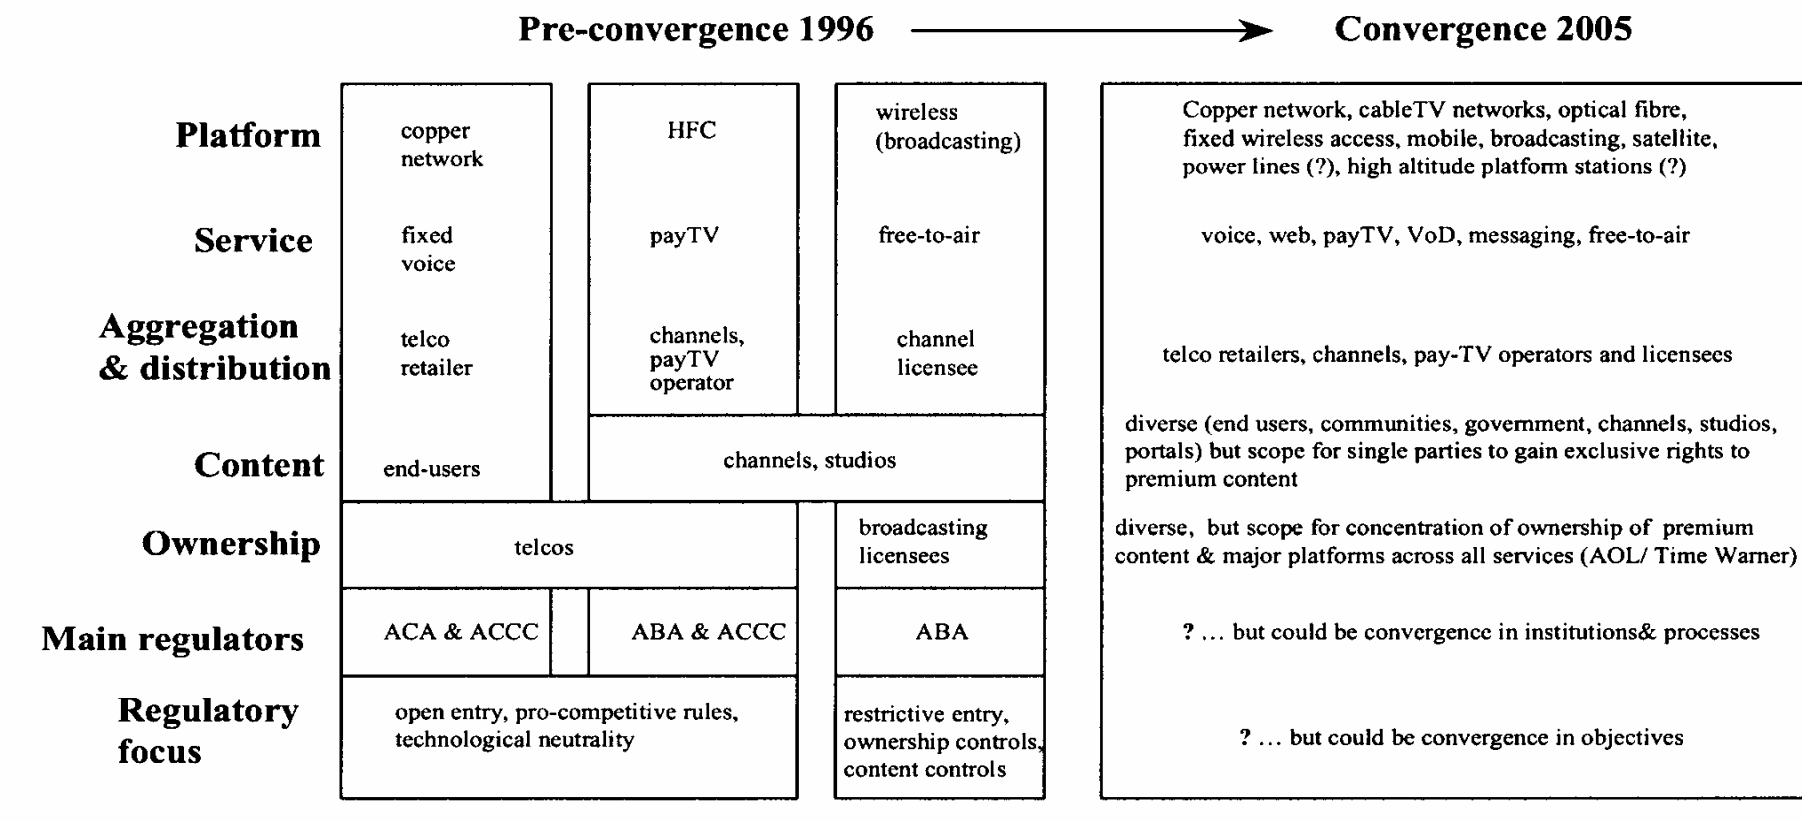 Pre-convergence 1996
Convergence 2005
Platform
copper
network
HFC
wireless
(broadcasting)
Copper network, cableTV networks, optical fibre,
fixed wireless access, mobile, broadcasting, satellite,
power lines (?), high altitude platform stations (?)
Service
fixed
voice
payTV
free-to-air
voice, web, payTV, VoD, messaging, free-to-air
Aggregation
& distribution
telco
retailer
channels,
payTV
operator
channel
licensee
telco retailers, channels, pay-TV operators and licensees
Content
end-users
channels, studios
diverse (end users, communities, government, channels, studios,
portals) but scope for single parties to gain exclusive rights to
premium content
Ownership
telcos
broadcasting
licensees
diverse, but scope for concentration of ownership of premium
content & major platforms across all services (AOL/ Time Warner)
Main regulators
ACA & ACCC
ABA & ACCC
ABA
? ... but could be convergence in institutions& processes
Regulatory
focus
open entry, pro-competitive rules,
technological neutrality
restrictive entry,
ownership controls,
content controls
? ... but could be convergence in objectives